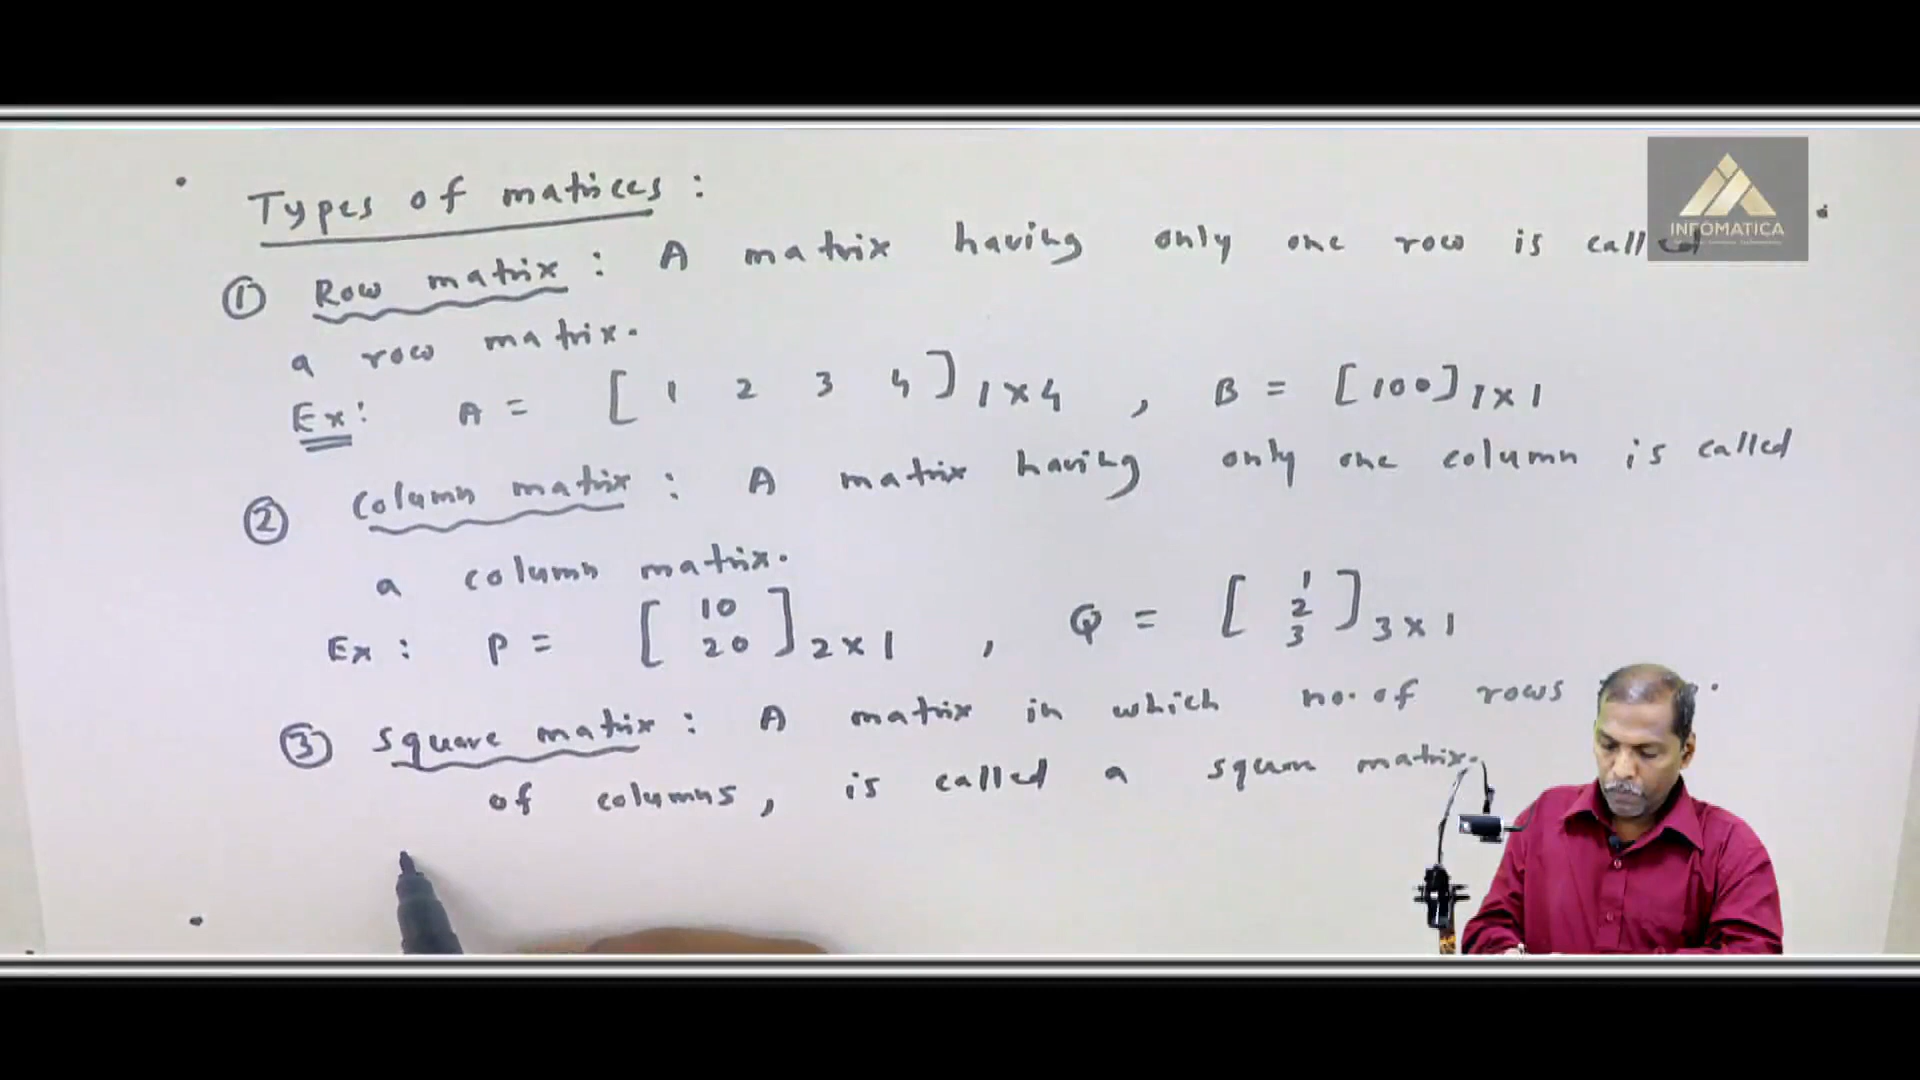 Types of matrices :
① Row matrix : A matrix having only one row is called
a row matrix.
Ex : A = [ 1 2 3 4 ] 1 x 4 , B = [100] 1 x 1
② Column matrix : A matrix having only one column is called
a column matrix.
Ex : P = [ 10 20 ] 2 x 1 , Q = [ 1 2 3 ] 3 x 1
③ Square matrix : A matrix in which no. of rows
of columns, is called a square matrix.
INFOMATICA